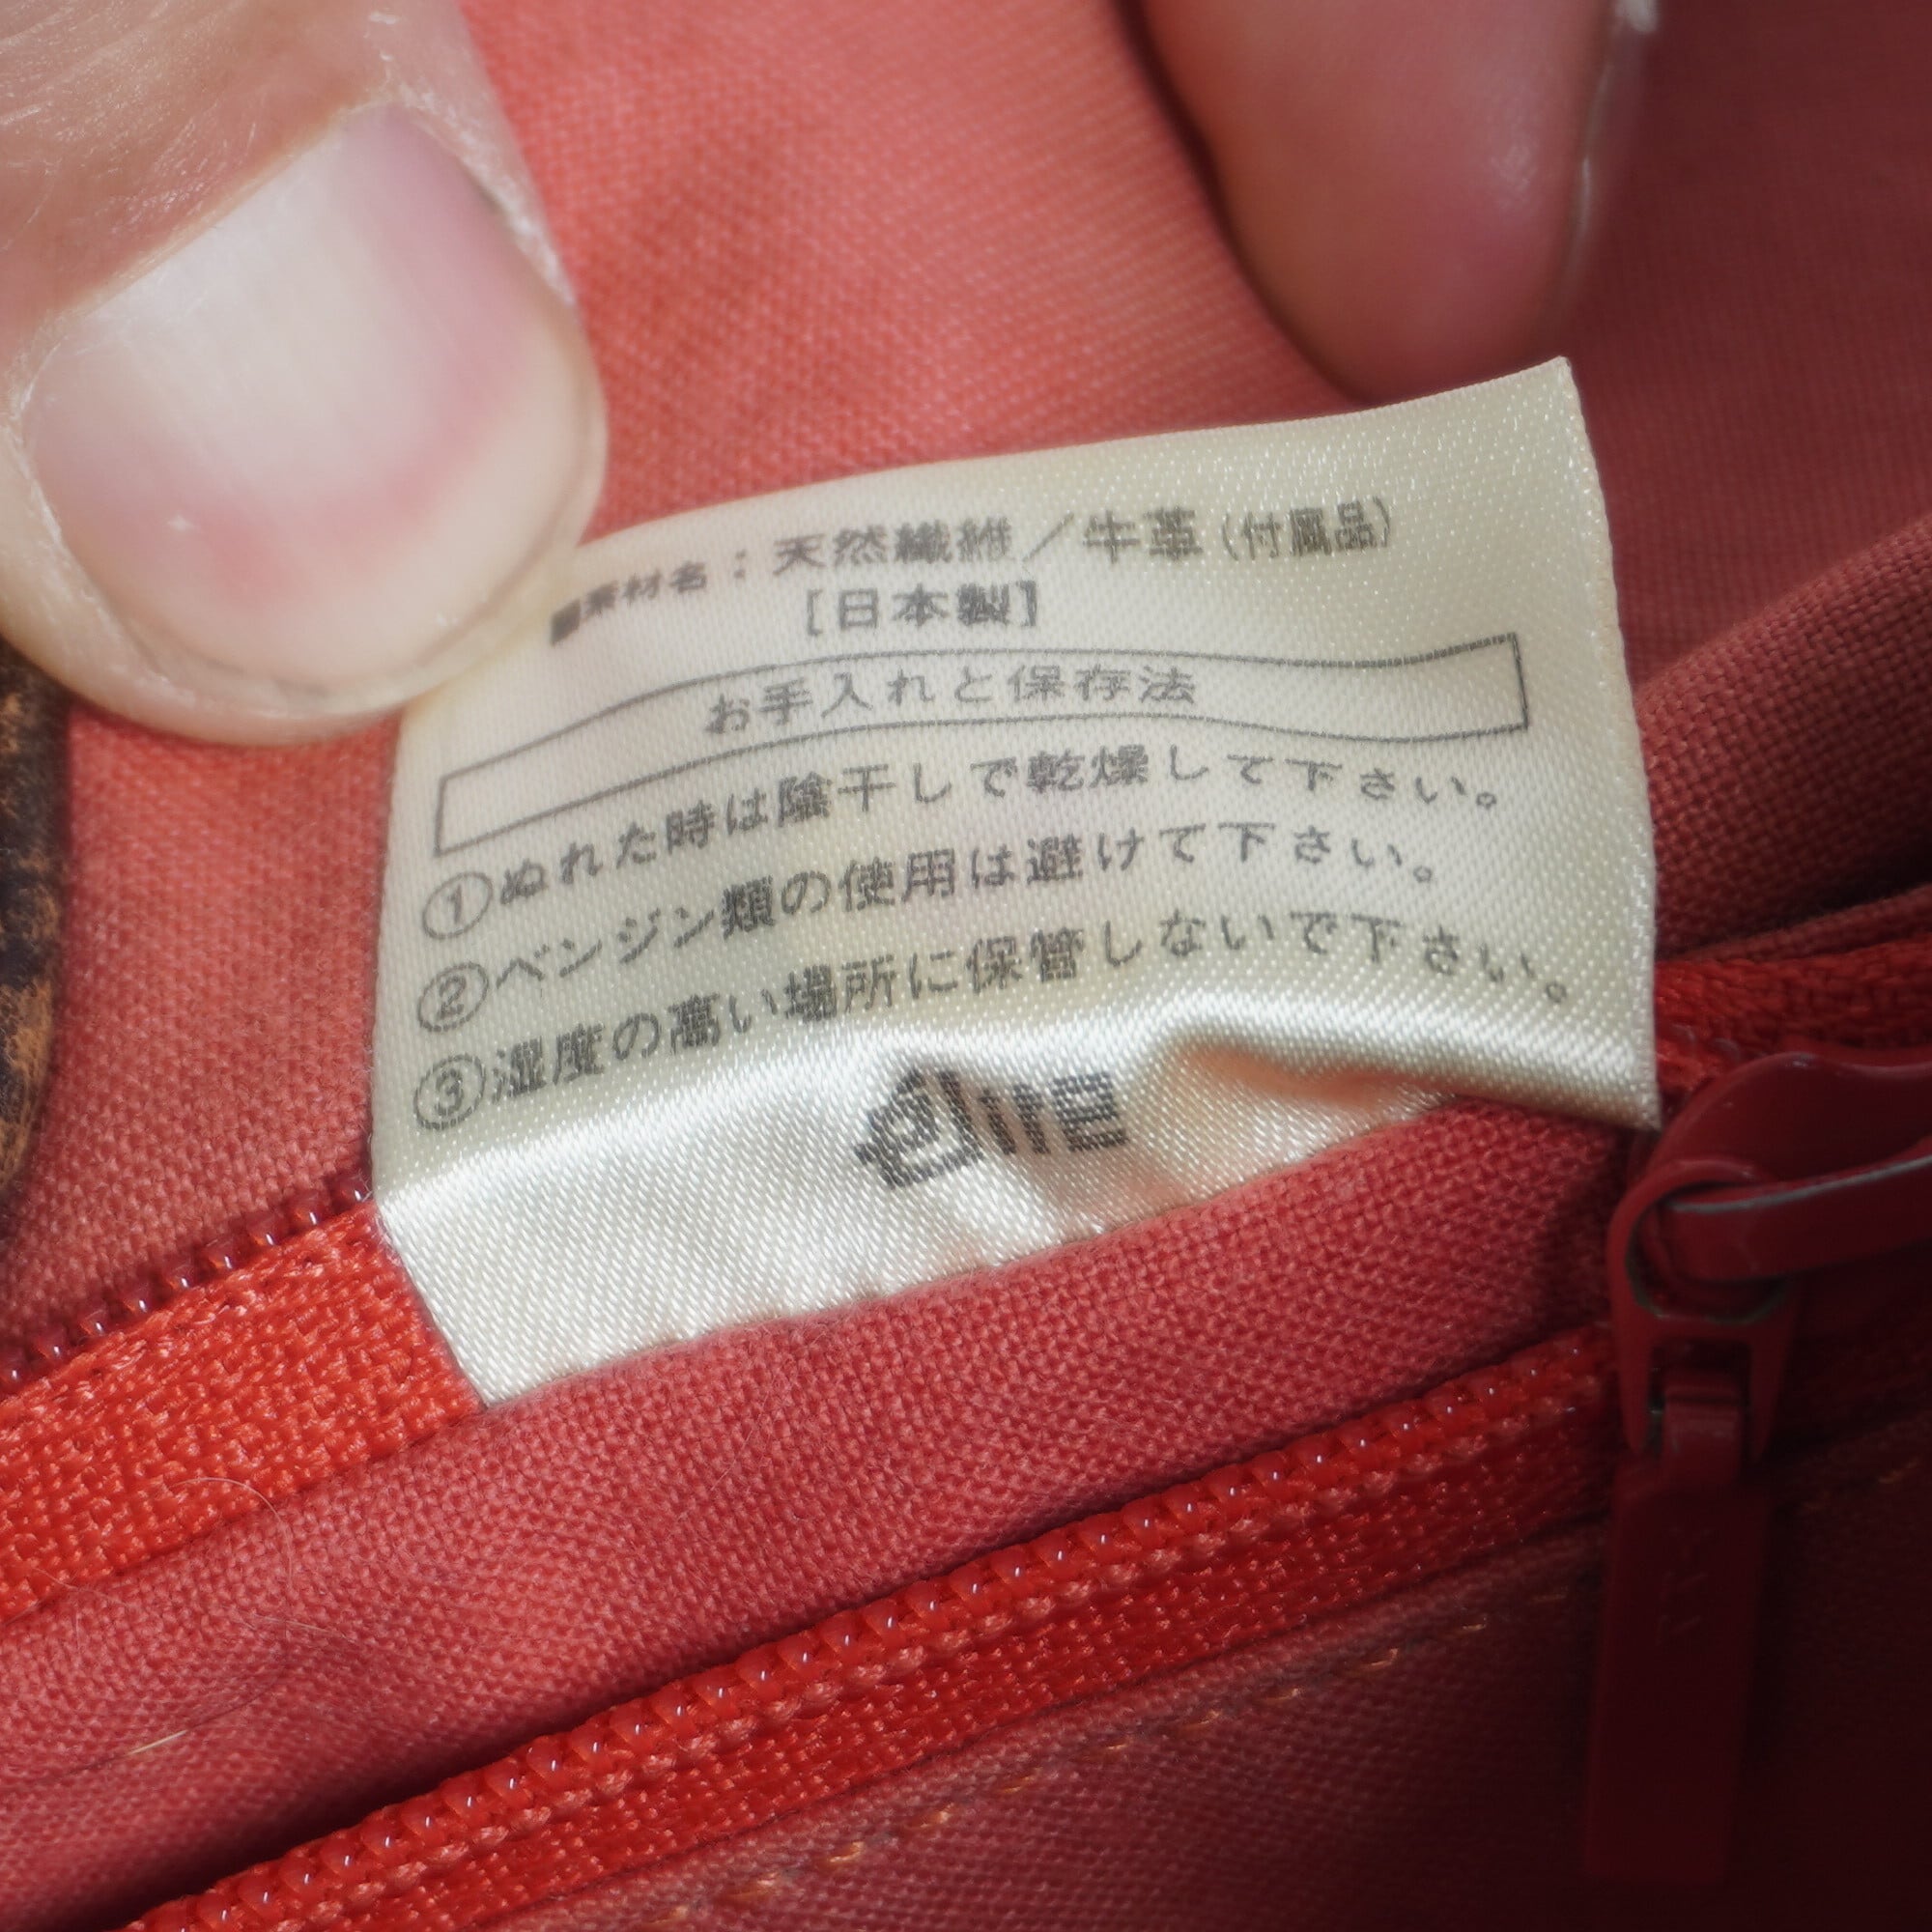 ■素材名：天然繊維／牛革（付属品）
［日本製］
お手入れと保存法
①ぬれた時は陰干しで乾燥して下さい。
②ベンジン類の使用は避けて下さい。
③湿度の高い場所に保管しないで下さい。